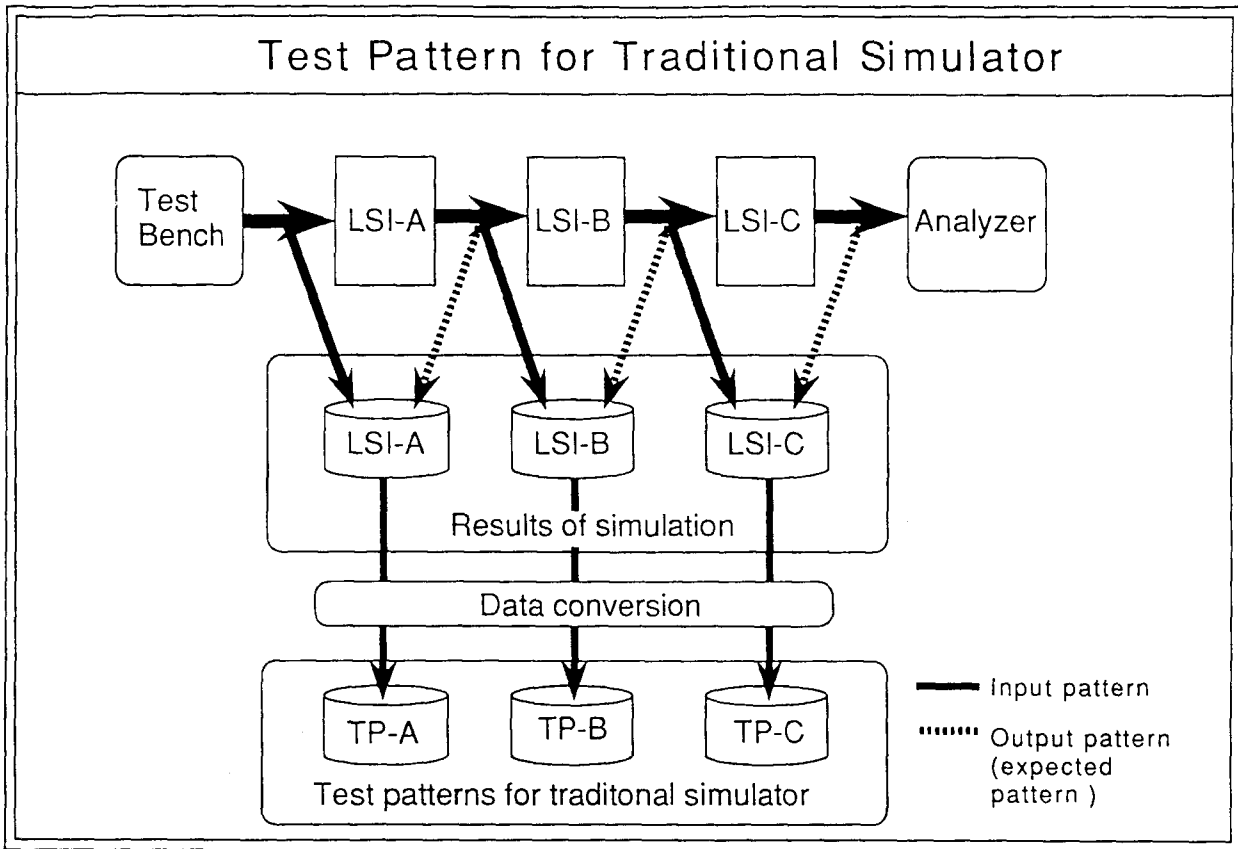 Test Pattern for Traditional Simulator
Test
Bench
LSI-A
LSI-B
LSI-C
Analyzer
LSI-A
LSI-B
LSI-C
Results of simulation
Data conversion
TP-A
TP-B
TP-C
Test patterns for traditonal simulator
Input pattern
Output pattern
(expected
pattern )